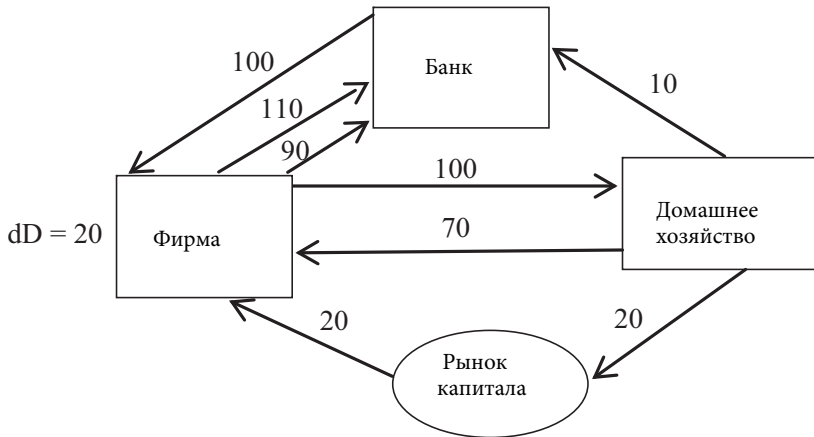 100
Банк
10
110
90
100
dD = 20
Фирма
70
Домашнее
хозяйство
20
20
Рынок
капитала